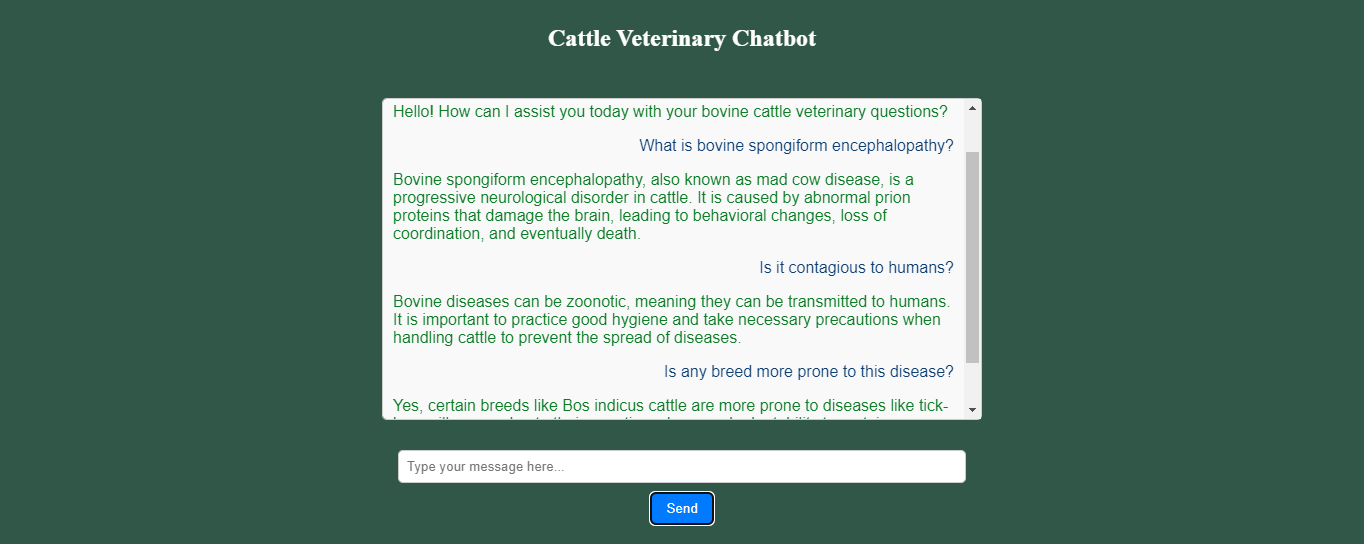 Cattle Veterinary Chatbot
Hello! How can I assist you today with your bovine cattle veterinary questions?
What is bovine spongiform encephalopathy?
Bovine spongiform encephalopathy, also known as mad cow disease, is a
progressive neurological disorder in cattle. It is caused by abnormal prion
proteins that damage the brain, leading to behavioral changes, loss of
coordination, and eventually death.
Is it contagious to humans?
Bovine diseases can be zoonotic, meaning they can be transmitted to humans.
It is important to practice good hygiene and take necessary precautions when
handling cattle to prevent the spread of diseases.
Is any breed more prone to this disease?
Yes, certain breeds like Bos indicus cattle are more prone to diseases like tick-
Type your message here...
Send